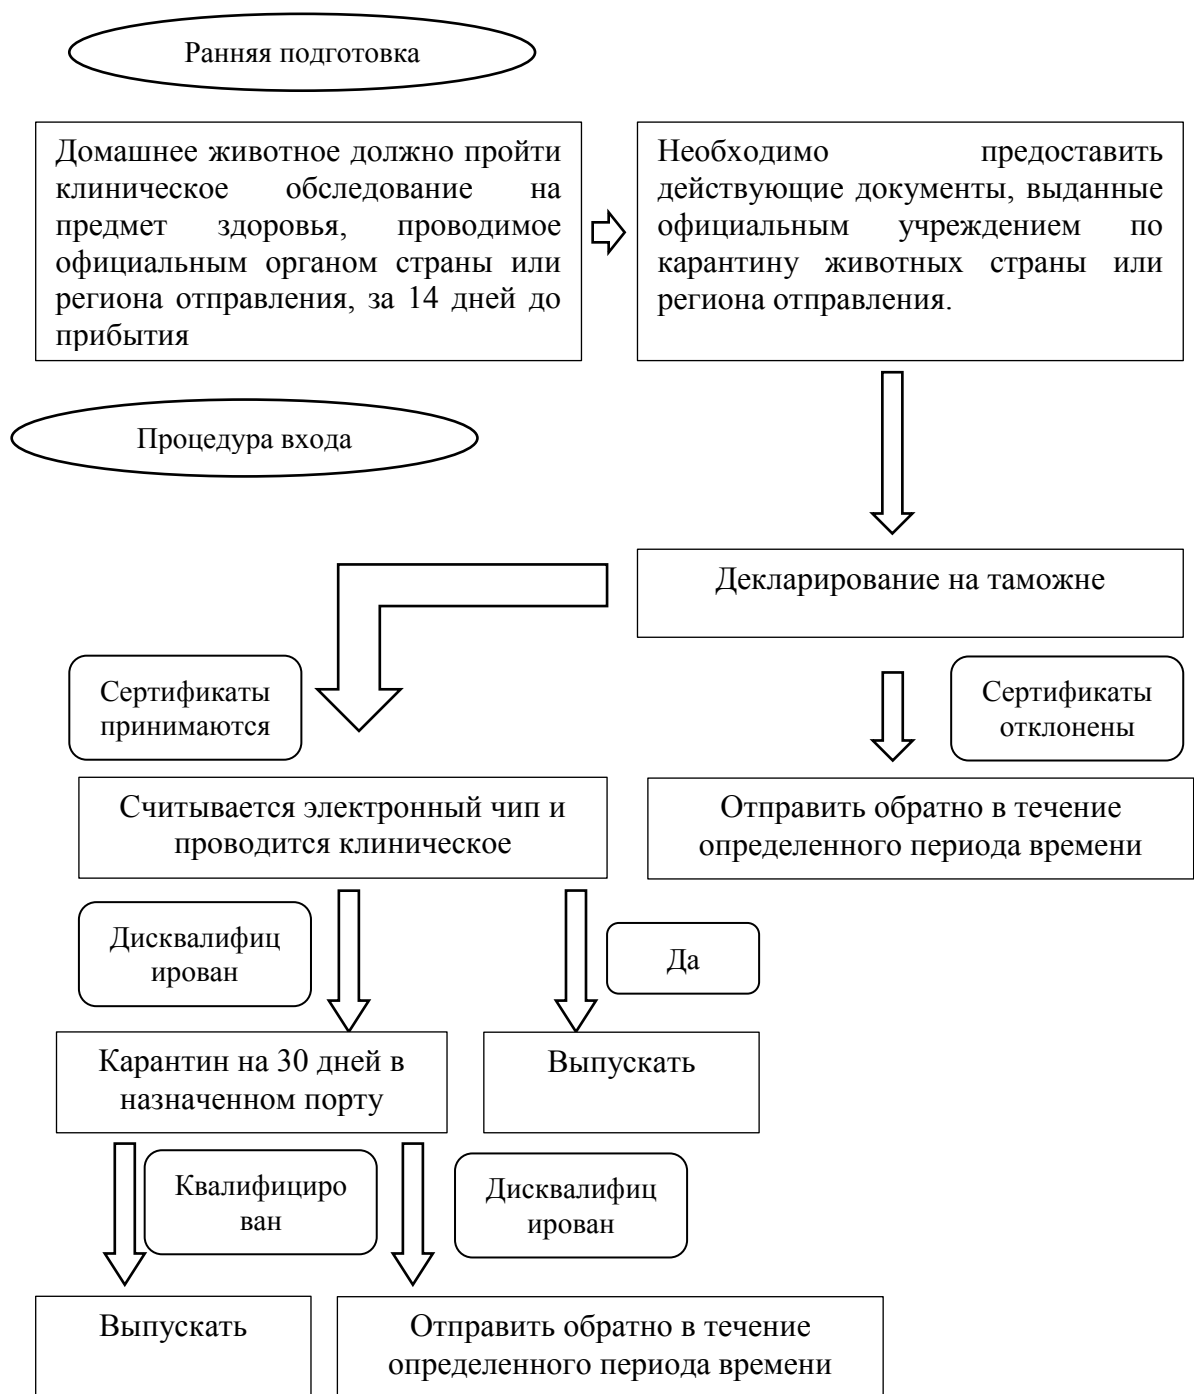 Ранняя подготовка
Домашнее животное должно пройти
клиническое обследование на
предмет здоровья, проводимое
официальным органом страны или
региона отправления, за 14 дней до
прибытия
Необходимо предоставить
действующие документы, выданные
официальным учреждением по
карантину животных страны или
региона отправления.
Процедура входа
Декларирование на таможне
Сертификаты
принимаются
Сертификаты
отклонены
Считывается электронный чип и
проводится клиническое
Отправить обратно в течение
определенного периода времени
Дисквалифиц
ирован
Да
Карантин на 30 дней в
назначенном порту
Выпускать
Квалифициро
ван
Дисквалифиц
ирован
Выпускать
Отправить обратно в течение
определенного периода времени